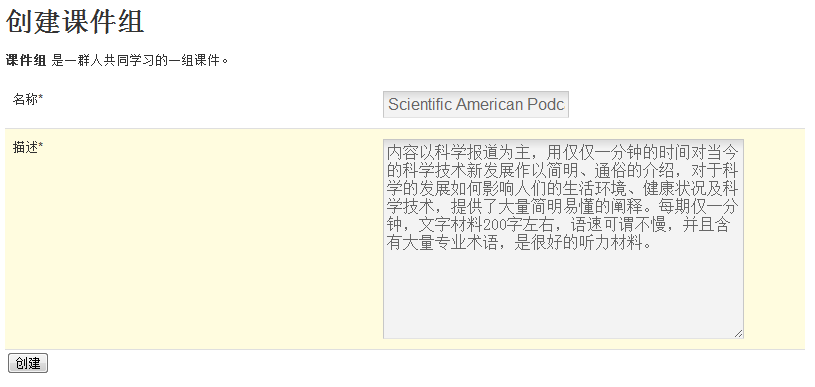 创建课件组
课件组 是一群人共同学习的一组课件。
名称*
Scientific American Podc
描述*
内容以科学报道为主，用仅仅一分钟的时间对当今
的科学技术新发展作以简明、通俗的介绍，对于科
学的发展如何影响人们的生活环境、健康状况及科
学技术，提供了大量简明易懂的阐释。每期仅一分
钟，文字材料200字左右，语速可谓不慢，并且含
有大量专业术语，是很好的听力材料。
创建